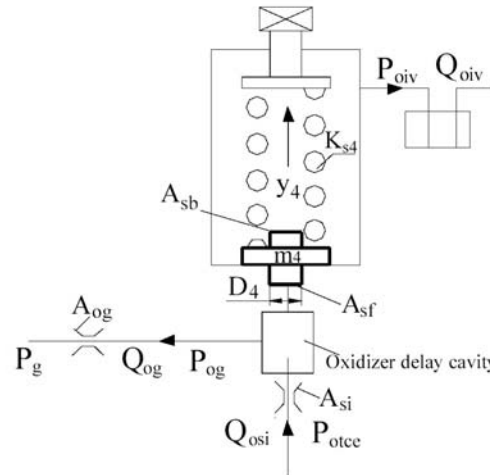 P_oiv Q_oiv
K_s4
y_4
A_sb
m_4
D_4
A_sf
A_og
P_g Q_og P_og
Oxidizer delay cavity
A_si
Q_osi P_otce